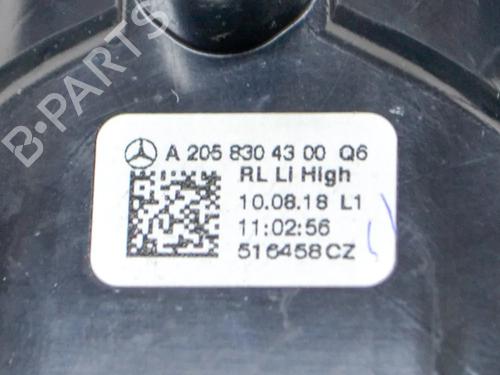 B-PARTS
A 205 830 43 00 Q6
RL Li High
10.08.18 L1
11:02:56
516458CZ